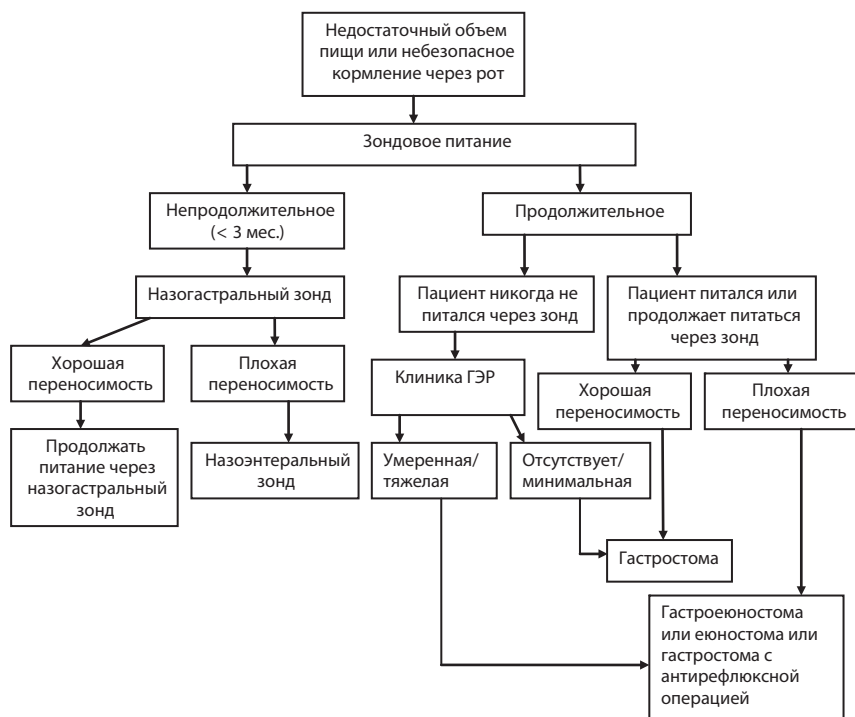 Недостаточный объем
пищи или небезопасное
кормление через рот
Зондовое питание
Непродолжительное
(< 3 мес.)
Продолжительное
Назогастральный зонд
Пациент никогда не
питался через зонд
Пациент питался или
продолжает питаться
через зонд
Хорошая
переносимость
Плохая
переносимость
Клиника ГЭР
Хорошая
переносимость
Плохая
переносимость
Продолжать
питание через
назогастральный
зонд
Назоэнтеральный
зонд
Умеренная/
тяжелая
Отсутствует/
минимальная
Гастростома
Гастроеюностома
или еюностома или
гастростома с
антирефлюксной
операцией